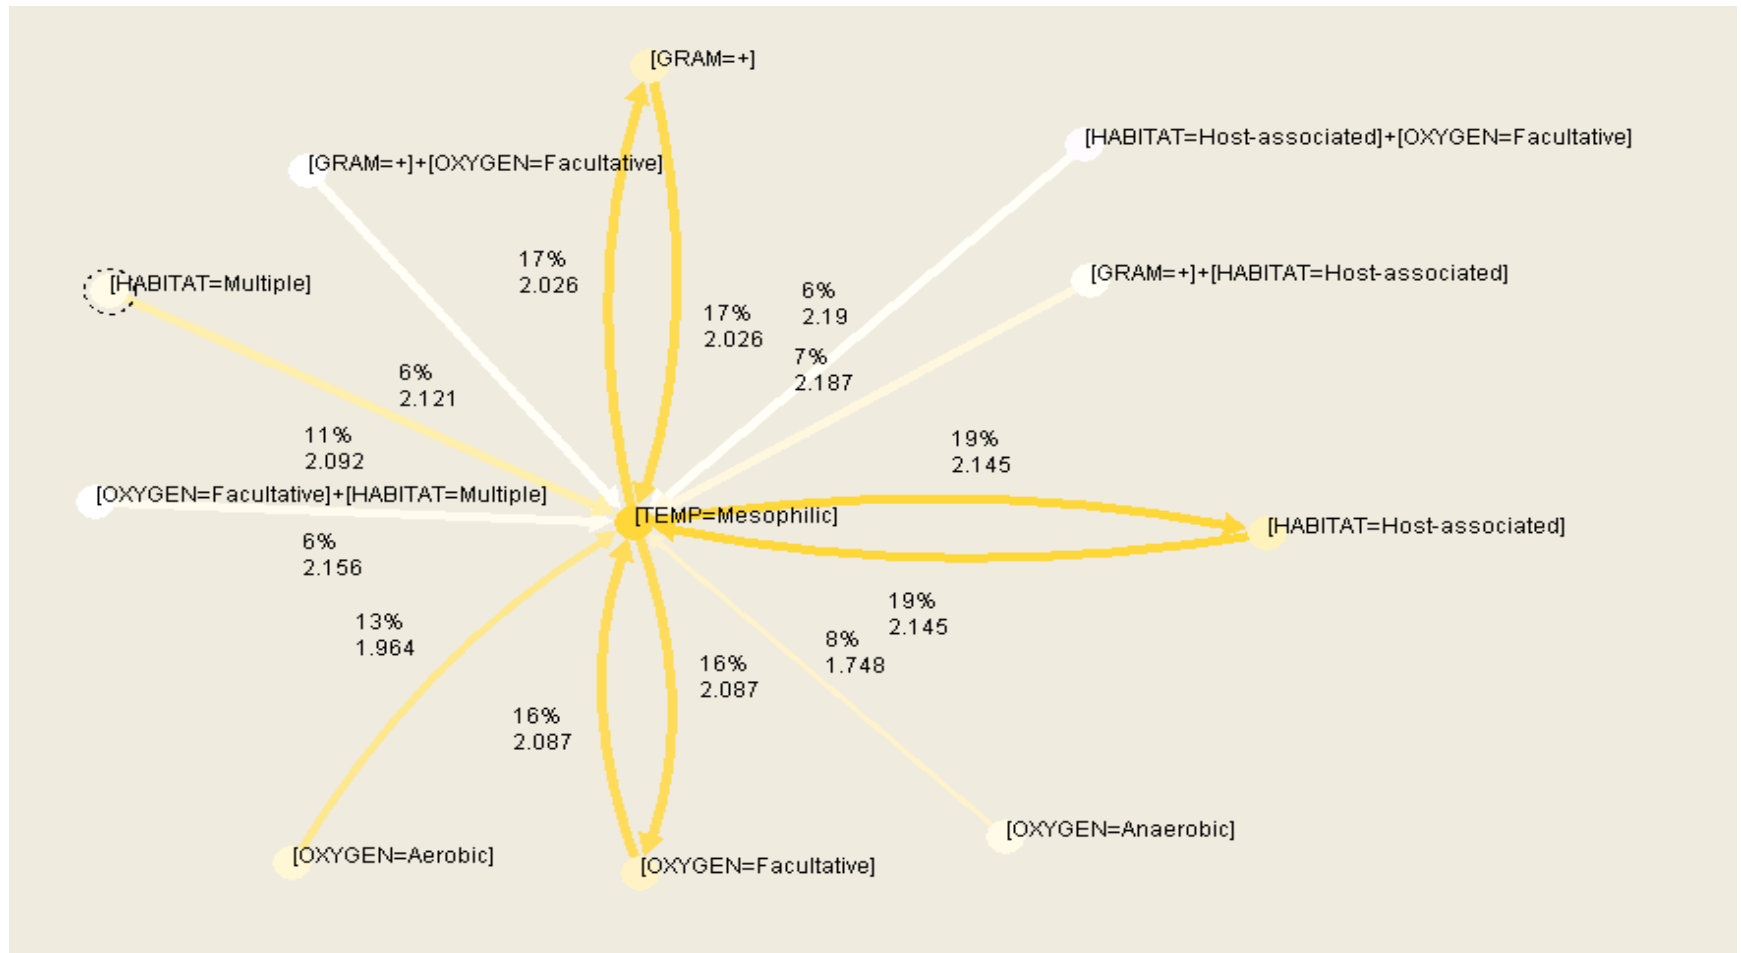 [GRAM=+]
[HABITAT=Host-associated]+[OXYGEN=Facultative]
[GRAM=+]+[OXYGEN=Facultative]
[GRAM=+]+[HABITAT=Host-associated]
[HABITAT=Multiple]
17%
2.026
17%
2.026
6%
2.19
7%
2.187
6%
2.121
11%
2.092
19%
2.145
[OXYGEN=Facultative]+[HABITAT=Multiple]
[TEMP=Mesophilic]
[HABITAT=Host-associated]
6%
2.156
13%
1.964
19%
2.145
8%
1.748
16%
2.087
16%
2.087
[OXYGEN=Anaerobic]
[OXYGEN=Aerobic]
[OXYGEN=Facultative]